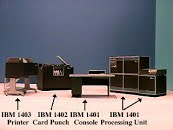 IBM 1403 IBM 1402 IBM 1401 IBM 1401
Printer Card Punch Console Processing Unit